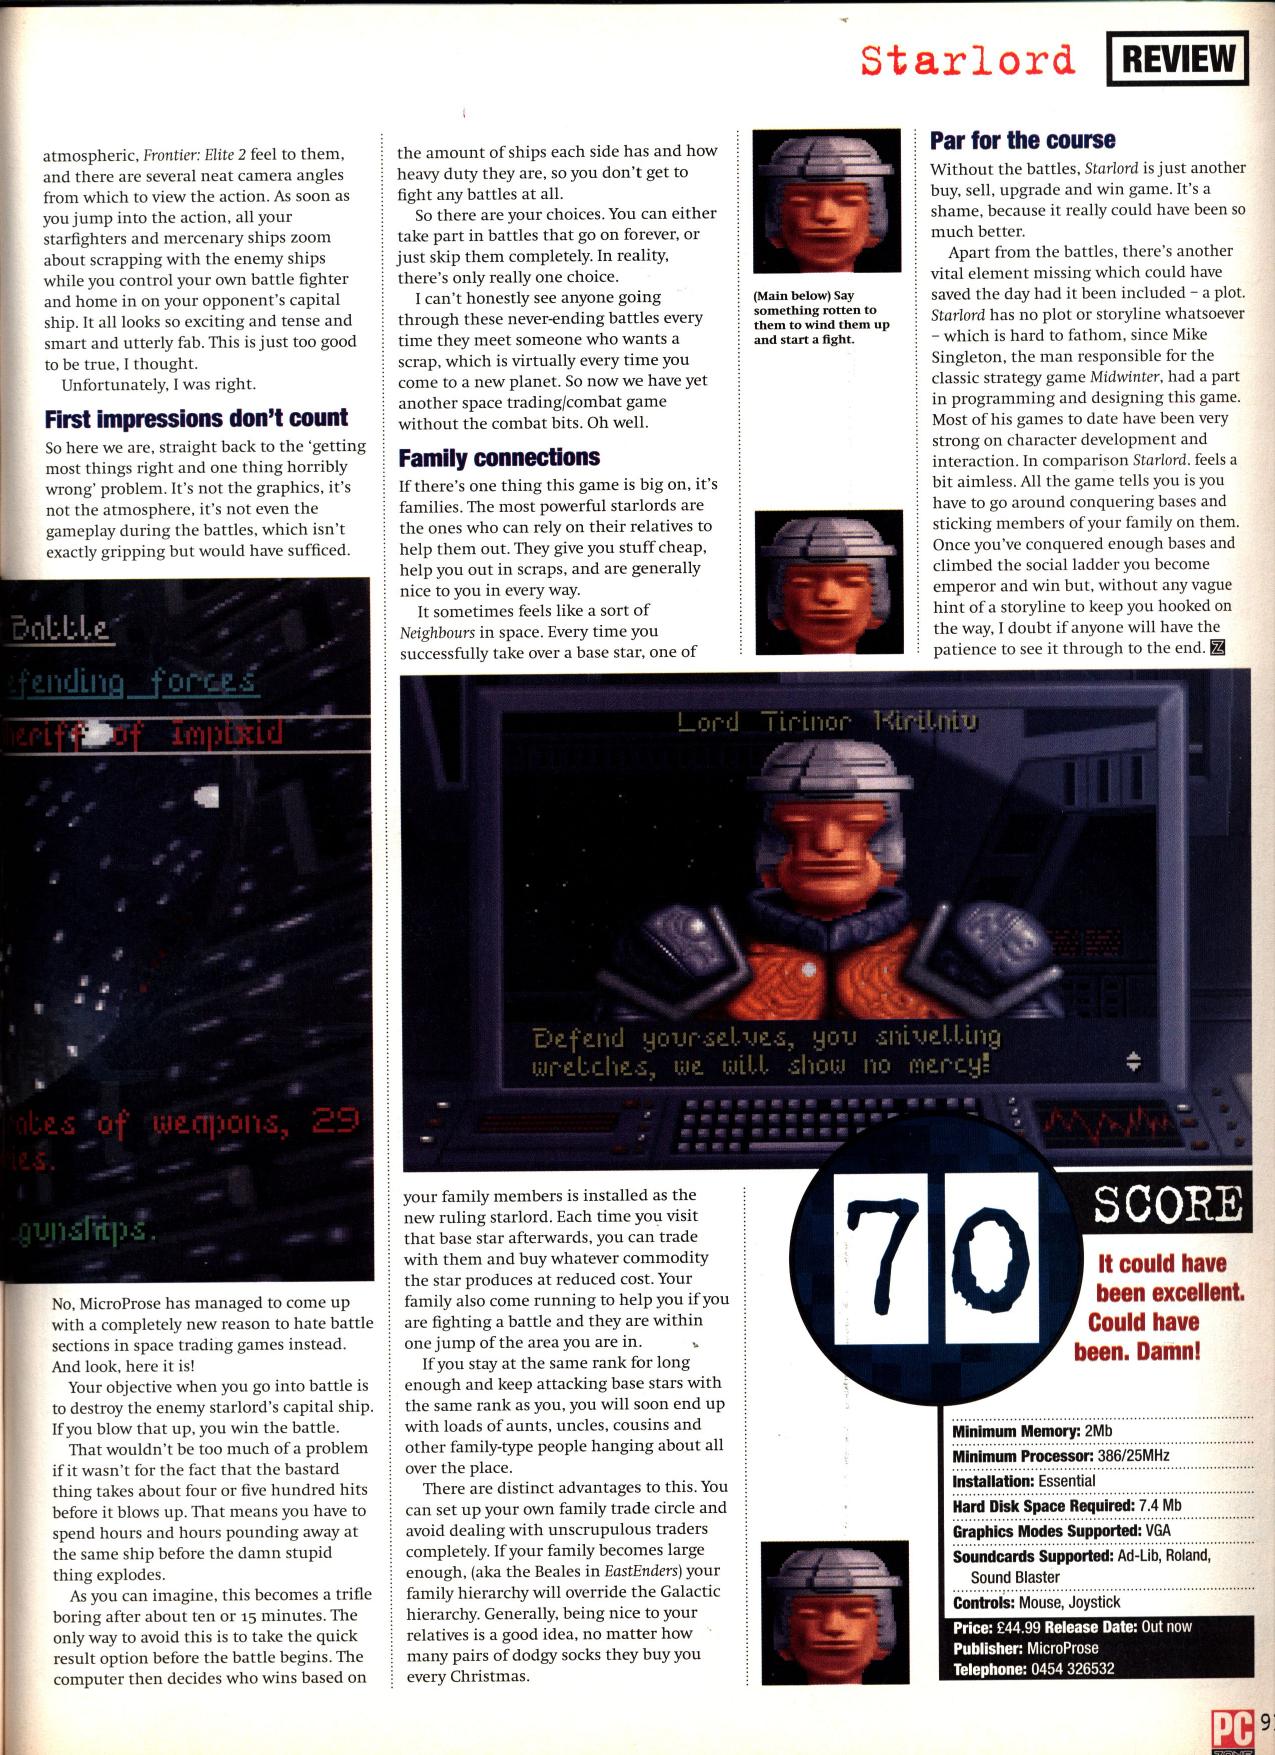 Starlord REVIEW
atmospheric, Frontier: Elite 2 feel to them,
and there are several neat camera angles
from which to view the action. As soon as
you jump into the action, all your
starfighters and mercenary ships zoom
about scrapping with the enemy ships
while you control your own battle fighter
and home in on your opponent's capital
ship. It all looks so exciting and tense and
smart and utterly fab. This is just too good
to be true, I thought.
Unfortunately, I was right.
First impressions don't count
So here we are, straight back to the 'getting
most things right and one thing horribly
wrong' problem. It's not the graphics, it's
not the atmosphere, it's not even the
gameplay during the battles, which isn't
exactly gripping but would have sufficed.
Battle
fending forces
eriff of Impixid
ates of weapons, 29
ies.
gunships.
No, MicroProse has managed to come up
with a completely new reason to hate battle
sections in space trading games instead.
And look, here it is!
Your objective when you go into battle is
to destroy the enemy starlord's capital ship.
If you blow that up, you win the battle.
That wouldn't be too much of a problem
if it wasn't for the fact that the bastard
thing takes about four or five hundred hits
before it blows up. That means you have to
spend hours and hours pounding away at
the same ship before the damn stupid
thing explodes.
As you can imagine, this becomes a trifle
boring after about ten or 15 minutes. The
only way to avoid this is to take the quick
result option before the battle begins. The
computer then decides who wins based on
the amount of ships each side has and how
heavy duty they are, so you don't get to
fight any battles at all.
So there are your choices. You can either
take part in battles that go on forever, or
just skip them completely. In reality,
there's only really one choice.
I can't honestly see anyone going
through these never-ending battles every
time they meet someone who wants a
scrap, which is virtually every time you
come to a new planet. So now we have yet
another space trading/combat game
without the combat bits. Oh well.
Family connections
If there's one thing this game is big on, it's
families. The most powerful starlords are
the ones who can rely on their relatives to
help them out. They give you stuff cheap,
help you out in scraps, and are generally
nice to you in every way.
It sometimes feels like a sort of
Neighbours in space. Every time you
successfully take over a base star, one of
your family members is installed as the
new ruling starlord. Each time you visit
that base star afterwards, you can trade
with them and buy whatever commodity
the star produces at reduced cost. Your
family also come running to help you if you
are fighting a battle and they are within
one jump of the area you are in.
If you stay at the same rank for long
enough and keep attacking base stars with
the same rank as you, you will soon end up
with loads of aunts, uncles, cousins and
other family-type people hanging about all
over the place.
There are distinct advantages to this. You
can set up your own family trade circle and
avoid dealing with unscrupulous traders
completely. If your family becomes large
enough, (aka the Beales in EastEnders) your
family hierarchy will override the Galactic
hierarchy. Generally, being nice to your
relatives is a good idea, no matter how
many pairs of dodgy socks they buy you
every Christmas.
(Main below) Say
something rotten to
them to wind them up
and start a fight.
Par for the course
Without the battles, Starlord is just another
buy, sell, upgrade and win game. It's a
shame, because it really could have been so
much better.
Apart from the battles, there's another
vital element missing which could have
saved the day had it been included – a plot.
Starlord has no plot or storyline whatsoever
– which is hard to fathom, since Mike
Singleton, the man responsible for the
classic strategy game Midwinter, had a part
in programming and designing this game.
Most of his games to date have been very
strong on character development and
interaction. In comparison Starlord. feels a
bit aimless. All the game tells you is you
have to go around conquering bases and
sticking members of your family on them.
Once you've conquered enough bases and
climbed the social ladder you become
emperor and win but, without any vague
hint of a storyline to keep you hooked on
the way, I doubt if anyone will have the
patience to see it through to the end. Z
Lord Tirinor Kirilniu
Defend yourselves, you snivelling
wretches, we will show no mercy!
70
SCORE
It could have
been excellent.
Could have
been. Damn!
Minimum Memory: 2Mb
Minimum Processor: 386/25MHz
Installation: Essential
Hard Disk Space Required: 7.4 Mb
Graphics Modes Supported: VGA
Soundcards Supported: Ad-Lib, Roland,
Sound Blaster
Controls: Mouse, Joystick
Price: £44.99 Release Date: Out now
Publisher: MicroProse
Telephone: 0454 326532
PC
ZONE